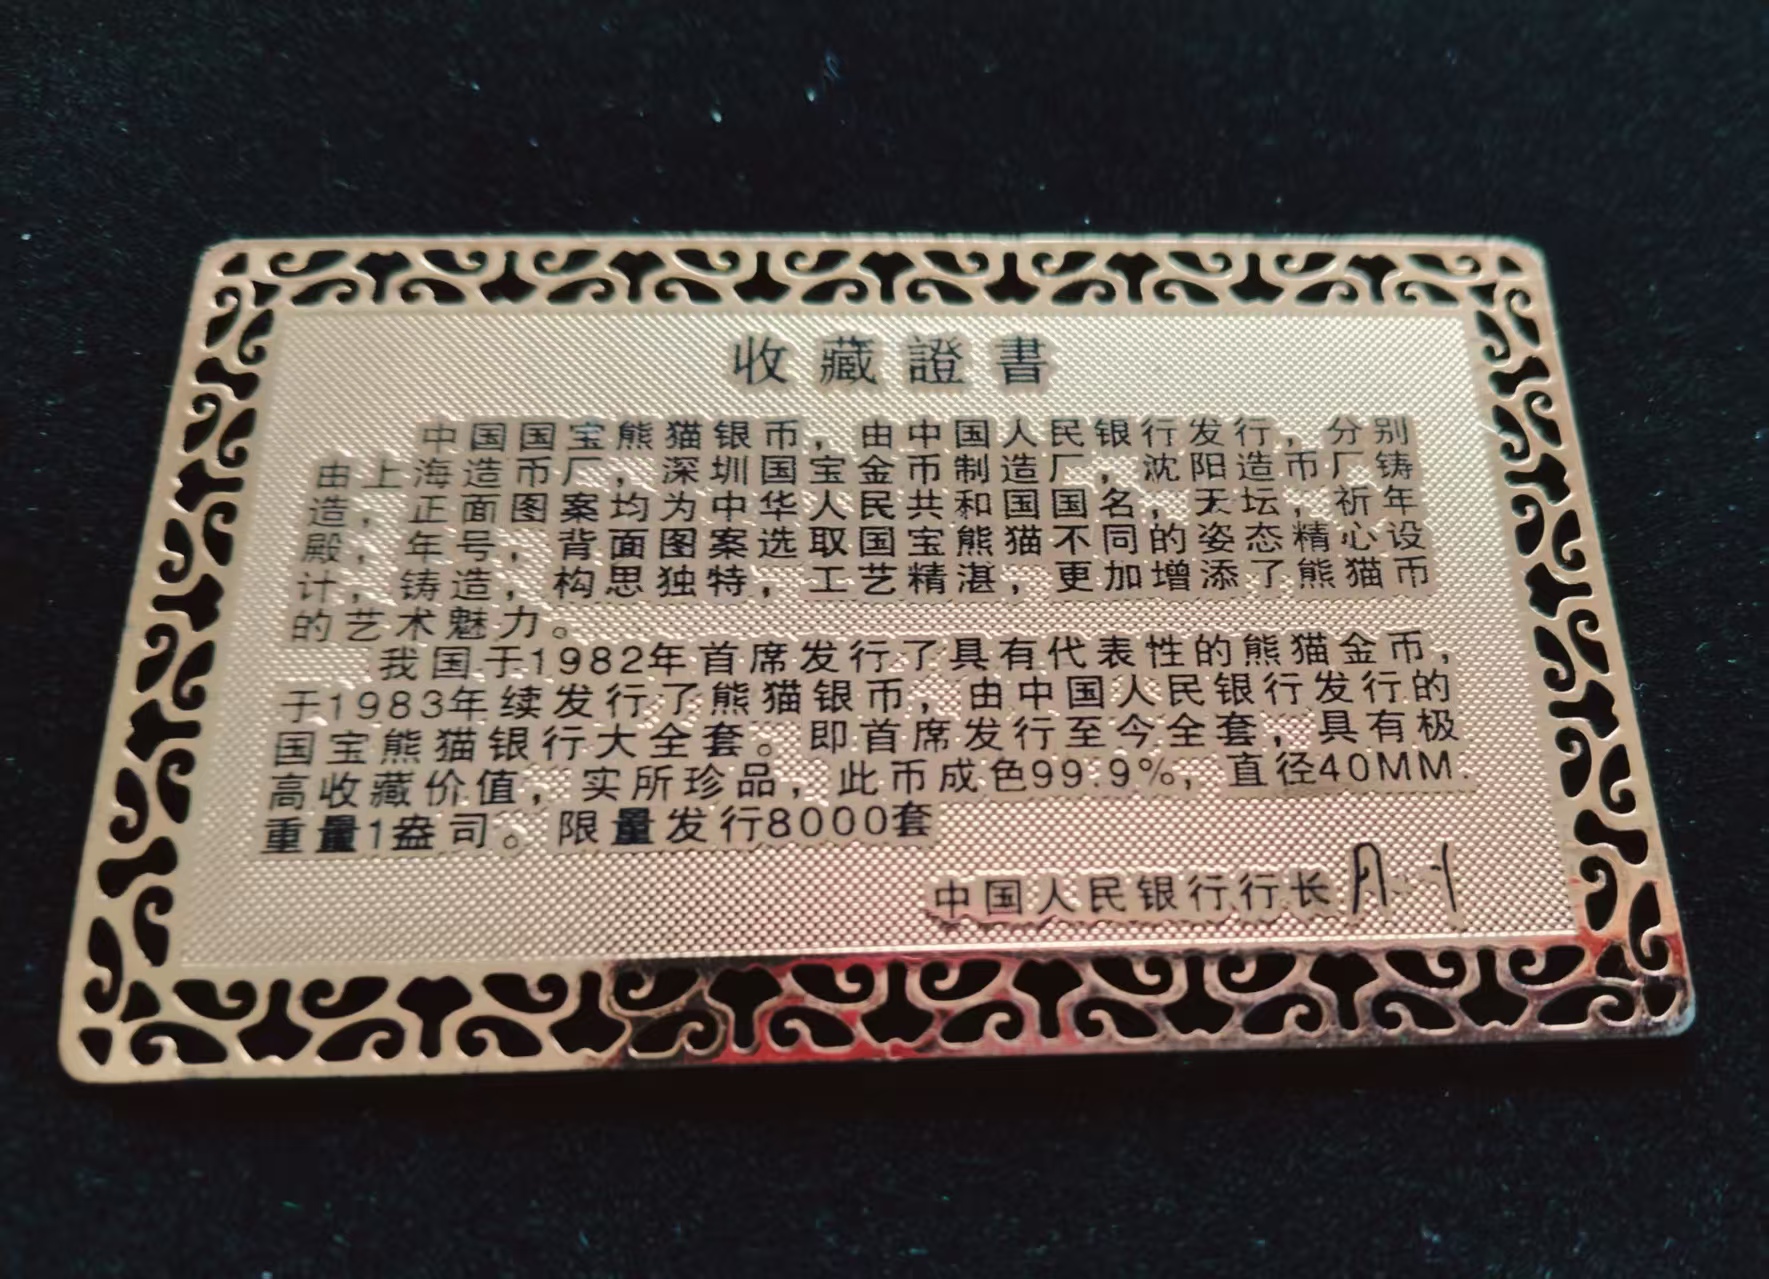 收藏證書
中国国宝熊猫银币，由中国人民银行发行，分别
由上海造币厂，深圳国宝金币制造厂，沈阳造币厂铸
造，正面图案均为中华人民共和国国名，天坛，祈年
殿，年号，背面图案选取国宝熊猫不同的姿态精心设
计，铸造，构思独特，工艺精湛，更加增添了熊猫币
的艺术魅力。
我国于1982年首席发行了具有代表性的熊猫金币，
于1983年续发行了熊猫银币，由中国人民银行发行的
国宝熊猫银行大全套。即首席发行至今全套，具有极
高收藏价值，实所珍品，此币成色99.9%，直径40MM.
重量1盎司。限量发行8000套
中国人民银行行长